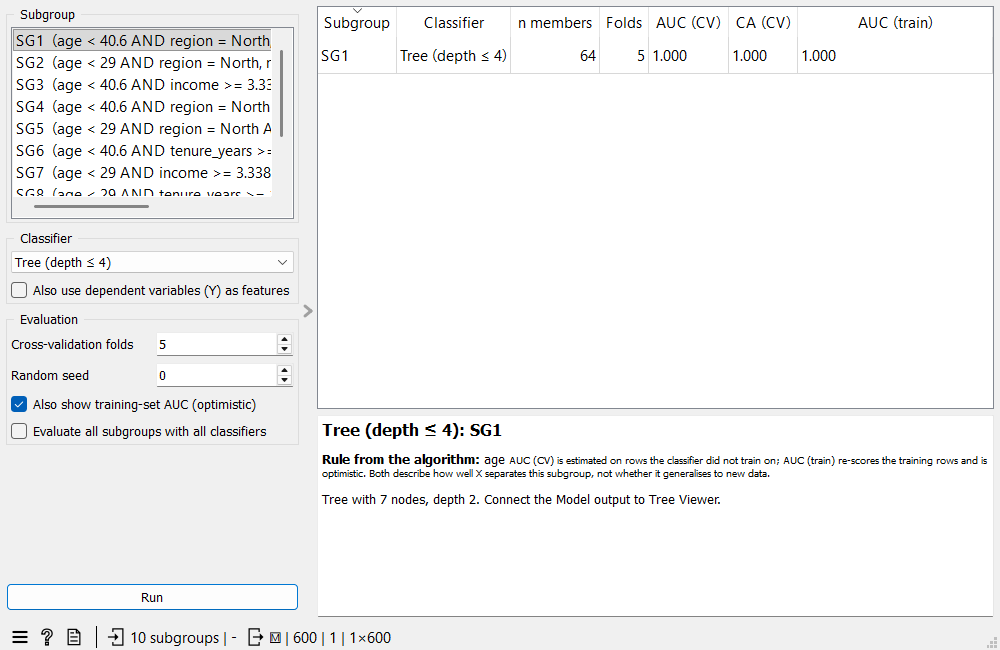 Subgroup
SG1 (age < 40.6 AND region = North,
SG2 (age < 29 AND region = North, r
SG3 (age < 40.6 AND income >= 3.33
SG4 (age < 40.6 AND region = North
SG5 (age < 29 AND region = North A
SG6 (age < 40.6 AND tenure_years >=
SG7 (age < 29 AND income >= 3.338
SG8 (age < 29 AND tenure_years >=
Classifier
Tree (depth ≤ 4)
Also use dependent variables (Y) as features
Evaluation
Cross-validation folds 5
Random seed 0
Also show training-set AUC (optimistic)
Evaluate all subgroups with all classifiers
Run
10 subgroups | - M | 600 | 1 | 1×600
Subgroup Classifier n members Folds AUC (CV) CA (CV) AUC (train)
SG1 Tree (depth ≤ 4) 64 5 1.000 1.000 1.000
Tree (depth ≤ 4): SG1
Rule from the algorithm: age AUC (CV) is estimated on rows the classifier did not train on; AUC (train) re-scores the training rows and is
optimistic. Both describe how well X separates this subgroup, not whether it generalises to new data.
Tree with 7 nodes, depth 2. Connect the Model output to Tree Viewer.